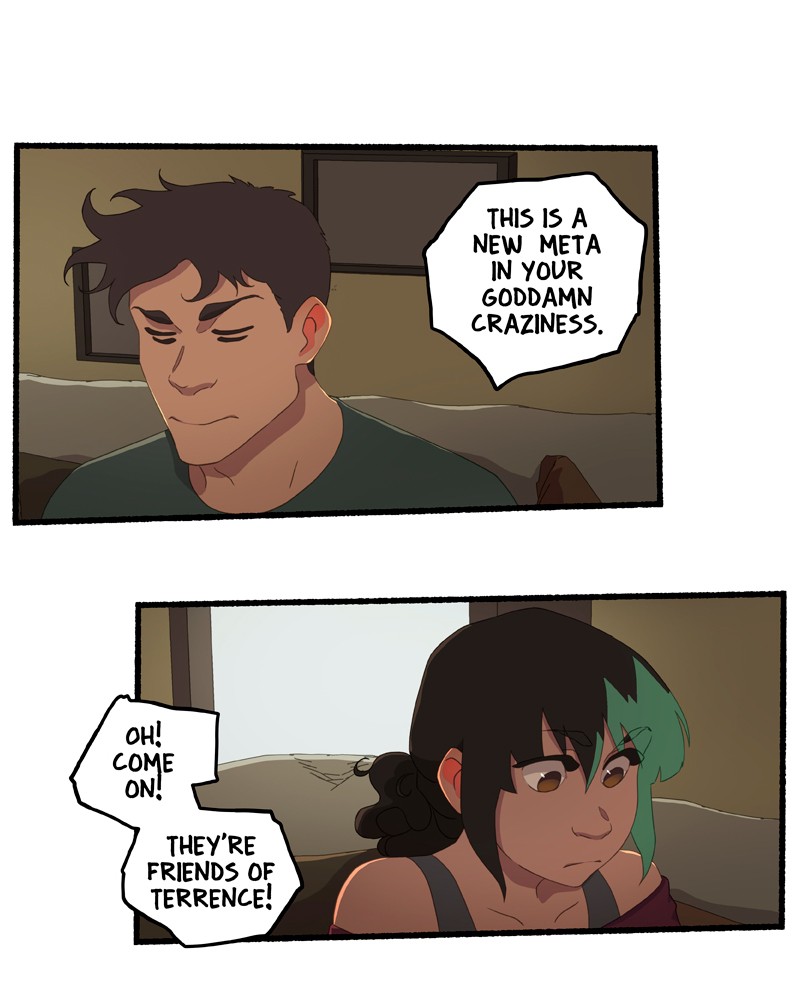 THIS IS A
NEW META
IN YOUR
GODDAMN
CRAZINESS.
OH!
COME
ON!
THEY'RE
FRIENDS OF
TERRENCE!